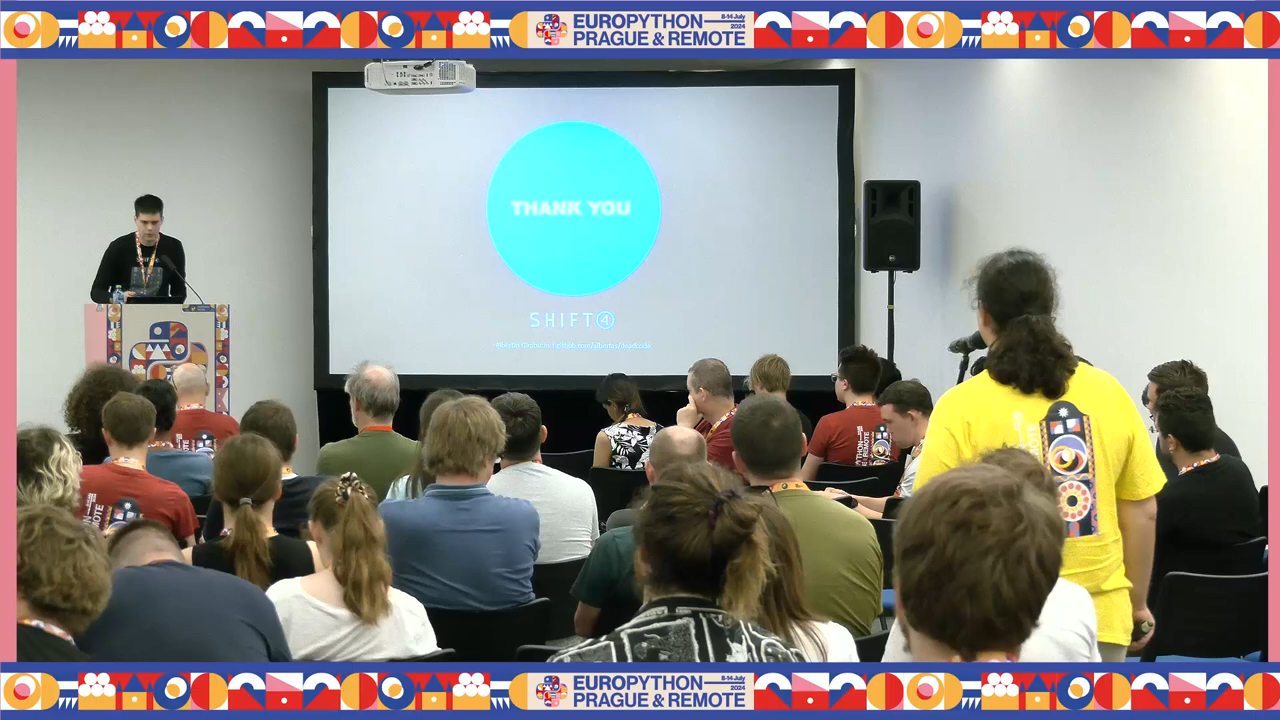 EUROPYTHON
8-14 July
2024
PRAGUE & REMOTE
THANK YOU
SHIFT4
EUROPYTHON
8-14 July
2024
PRAGUE & REMOTE